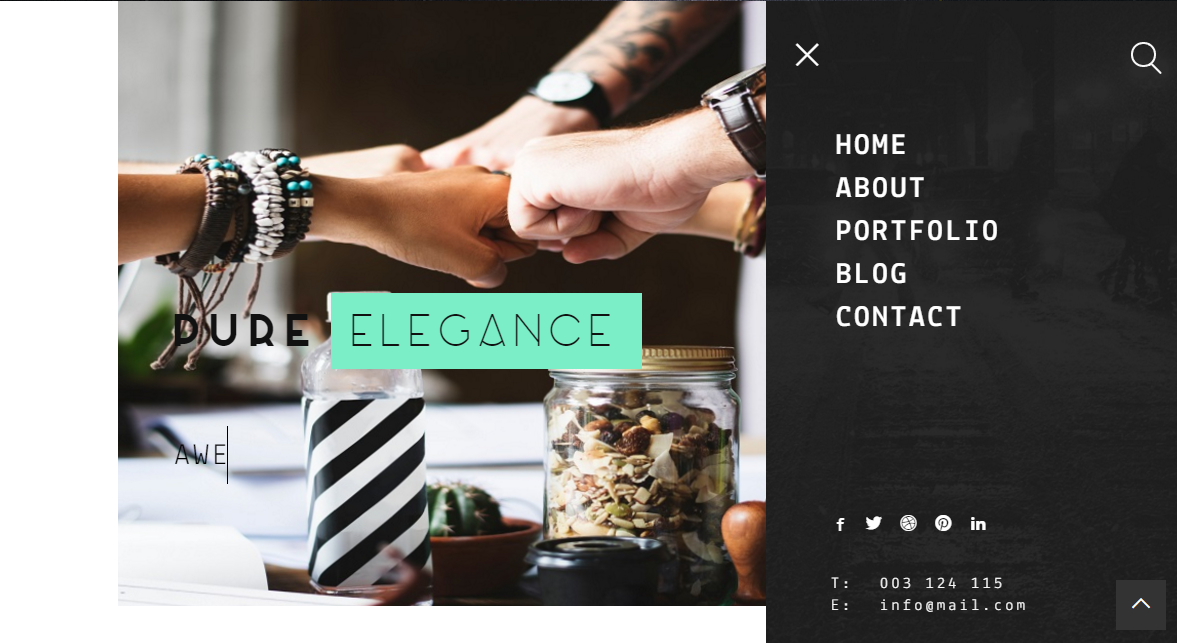 PURE ELEGANCE
AWE
HOME
ABOUT
PORTFOLIO
BLOG
CONTACT
T: 003 124 115
E: info@mail.com